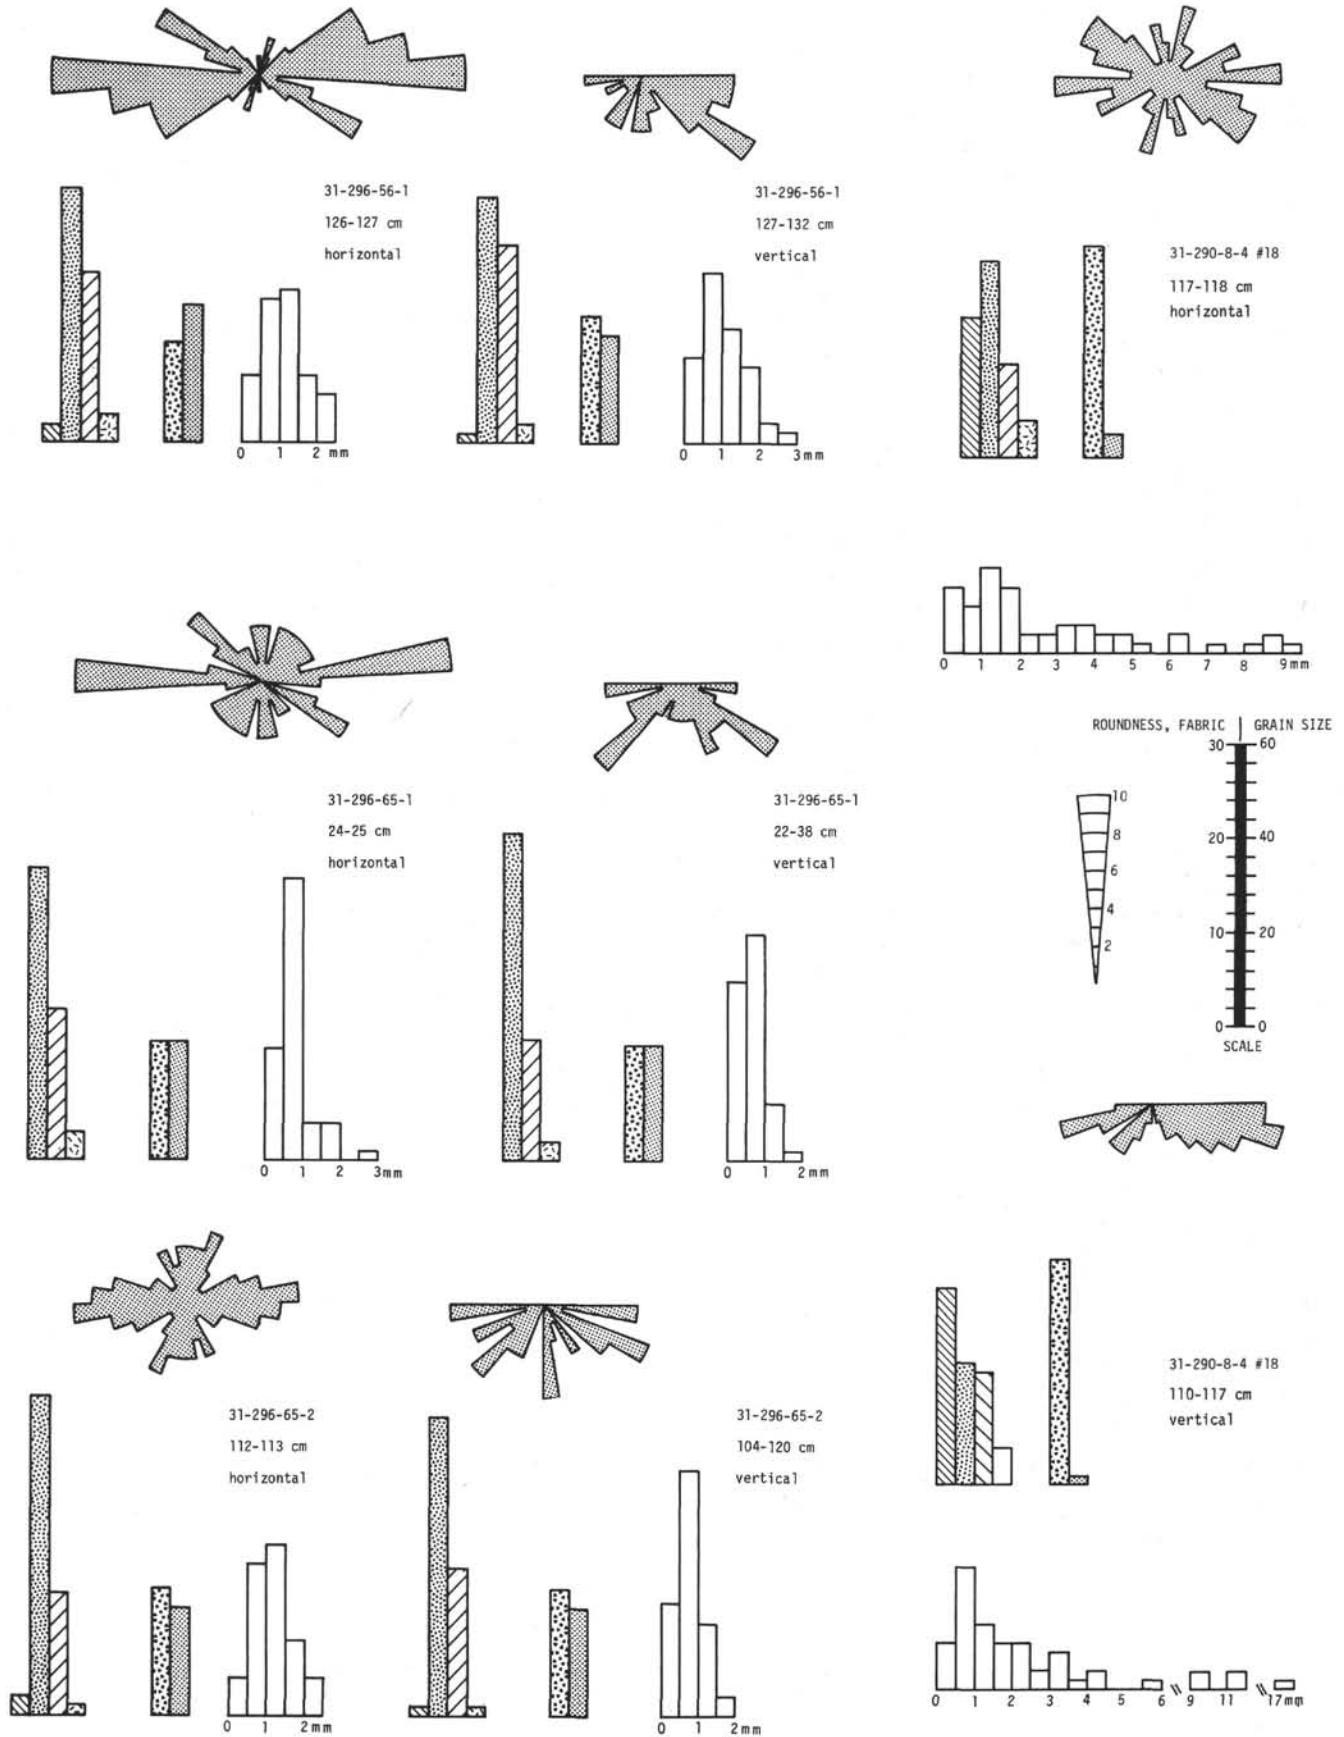 31-296-56-1
126-127 cm
horizontal
0 1 2 mm
31-296-56-1
127-132 cm
vertical
0 1 2 3mm
31-290-8-4 #18
117-118 cm
horizontal
0 1 2 3 4 5 6 7 8 9mm
31-296-65-1
24-25 cm
horizontal
0 1 2 3mm
31-296-65-1
22-38 cm
vertical
0 1 2mm
ROUNDNESS, FABRIC | GRAIN SIZE
30 60
20 40
10 20
0 0
SCALE
10
8
6
4
2
31-296-65-2
112-113 cm
horizontal
0 1 2mm
31-296-65-2
104-120 cm
vertical
0 1 2mm
31-290-8-4 #18
110-117 cm
vertical
0 1 2 3 4 5 6 9 11 17mm